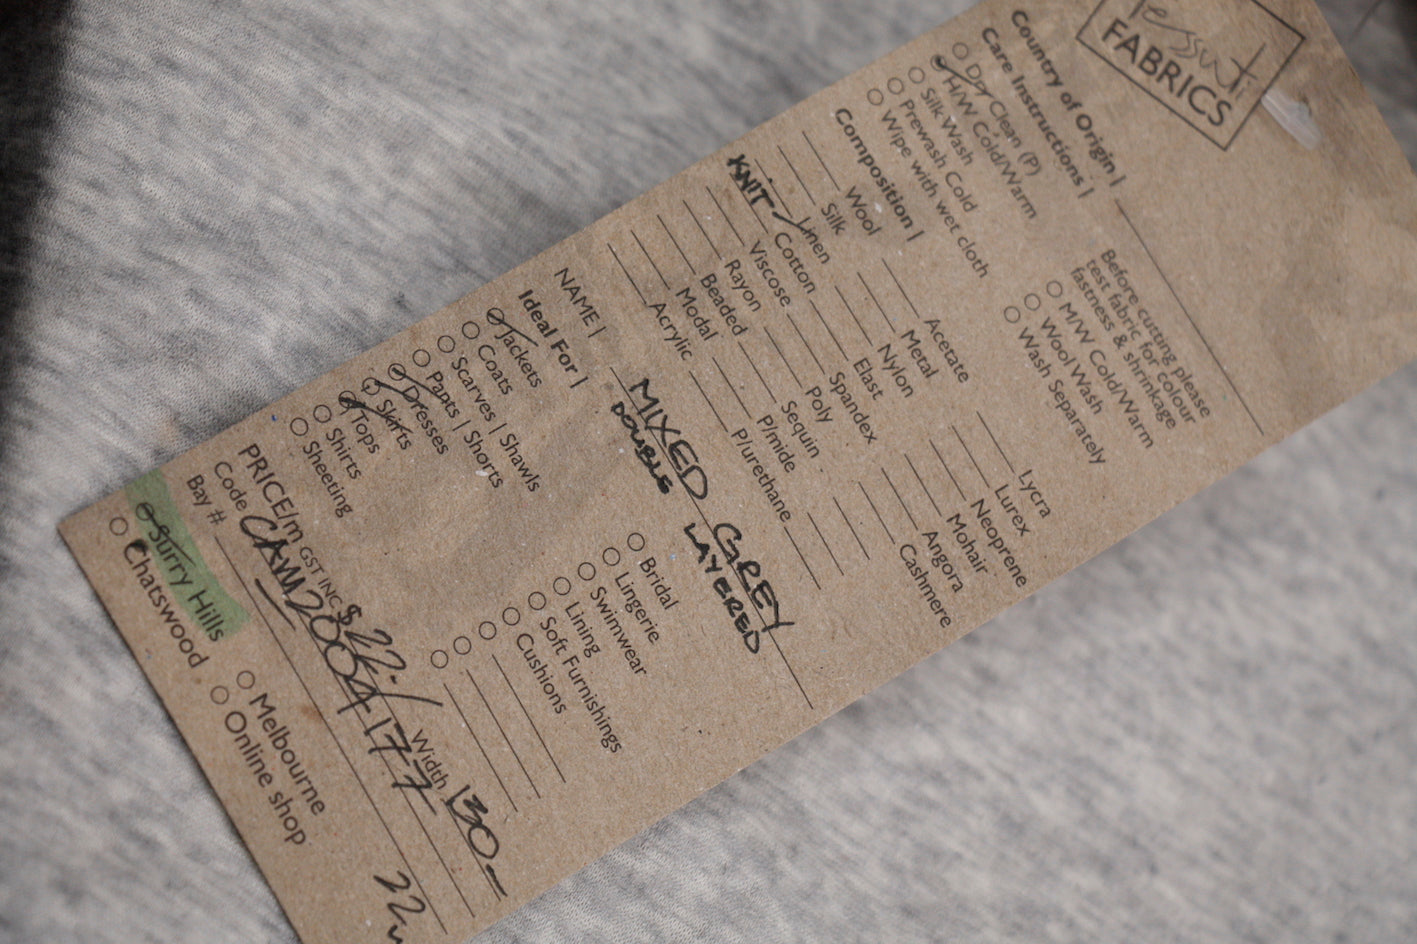 Tessuti
FABRICS
Country of Origin |
Care Instructions |
Dry Clean (P)
H/W Cold/Warm
Silk Wash
Prewash Cold
Wipe with wet cloth
Before cutting please
test fabric for colour
fastness & shrinkage
M/W Cold/Warm
Wool Wash
Wash Separately
Composition |
Wool
Silk
Linen
KNIT Cotton
Viscose
Rayon
Beaded
Modal
Acrylic
Acetate
Metal
Nylon
Elast
Spandex
Poly
Sequin
P/mide
P/urethane
Lycra
Lurex
Neoprene
Mohair
Angora
Cashmere
NAME | MIXED GREY
DOUBLE LAYERED
Ideal For |
Jackets
Coats
Scarves | Shawls
Pants | Shorts
Dresses
Skirts
Tops
Shirts
Sheeting
Bridal
Lingerie
Swimwear
Lining
Soft Furnishings
Cushions
PRICE/m GST INC $22.- Width 130-
Code CAWM2004177.7
Bay #
Surry Hills
Chatswood
Melbourne
Online shop